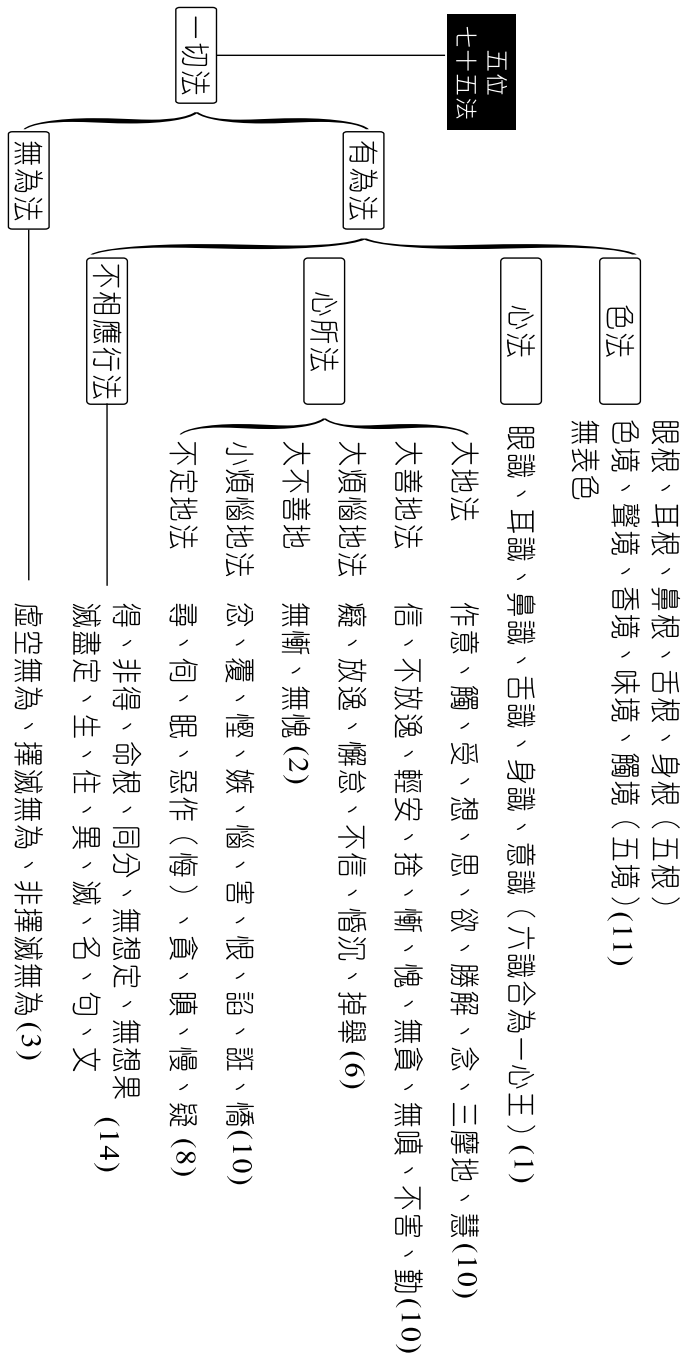 五位
七十五法
一切法
有為法
色法
眼根、耳根、鼻根、舌根、身根（五根）
色境、聲境、香境、味境、觸境（五境）(11)
無表色
心法
眼識、耳識、鼻識、舌識、身識、意識（六識合為一心王）(1)
心所法
大地法 作意、觸、受、想、思、欲、勝解、念、三摩地、慧(10)
大善地法 信、不放逸、輕安、捨、慚、愧、無貪、無嗔、不害、勤(10)
大煩惱地法 癡、放逸、懈怠、不信、惛沉、掉舉(6)
大不善地 無慚、無愧(2)
小煩惱地法 忿、覆、慳、嫉、惱、害、恨、諂、誑、憍(10)
不定地法 尋、伺、眠、惡作（悔）、貪、瞋、慢、疑(8)
不相應行法
得、非得、命根、同分、無想定、無想果
滅盡定、生、住、異、滅、名、句、文
(14)
無為法
虛空無為、擇滅無為、非擇滅無為(3)